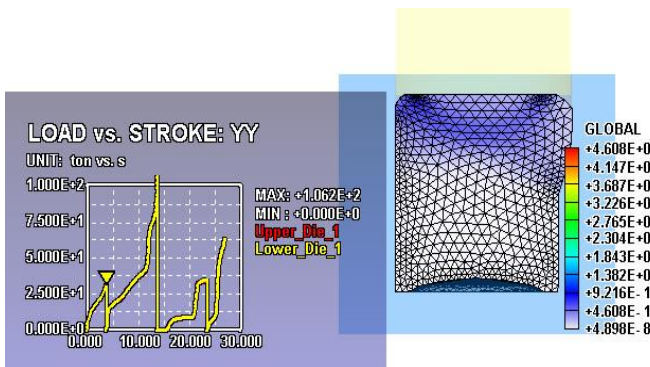 LOAD vs. STROKE: YY
UNIT: ton vs. s
1.000E+2
7.500E+1
5.000E+1
2.500E+1
0.000E+0
0.000 10.000 20.000 30.000
MAX: +1.062E+2
MIN : +0.000E+0
Upper_Die_1
Lower_Die_1
GLOBAL
+4.608E+0
+4.147E+0
+3.687E+0
+3.226E+0
+2.765E+0
+2.304E+0
+1.843E+0
+1.382E+0
+9.216E-1
+4.608E-1
+4.898E-8